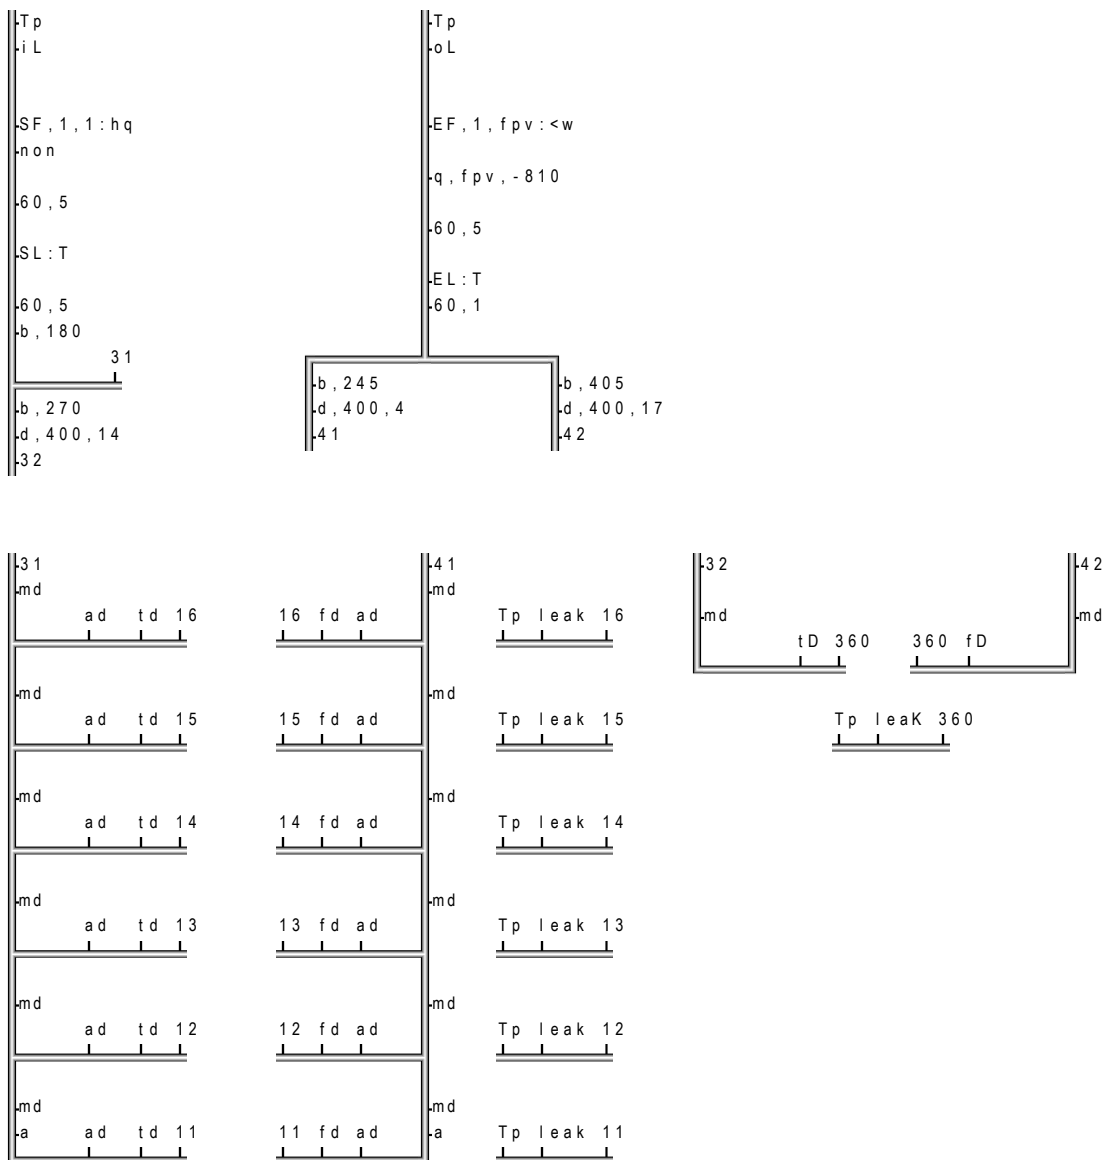 Tp
iL
SF,1,1:hq
non
60,5
SL:T
60,5
b,180
31
b,270
d,400,14
32
Tp
oL
EF,1,fpv:<w
q,fpv,-810
60,5
EL:T
60,1
b,245
d,400,4
41
b,405
d,400,17
42
31
md
ad td 16
md
ad td 15
md
ad td 14
md
ad td 13
md
ad td 12
md
a ad td 11
41
md
16 fd ad
md
15 fd ad
md
14 fd ad
md
13 fd ad
md
12 fd ad
md
11 fd ad
a
Tp leak 16
Tp leak 15
Tp leak 14
Tp leak 13
Tp leak 12
Tp leak 11
32
md
tD 360
42
md
360 fD
Tp leaK 360